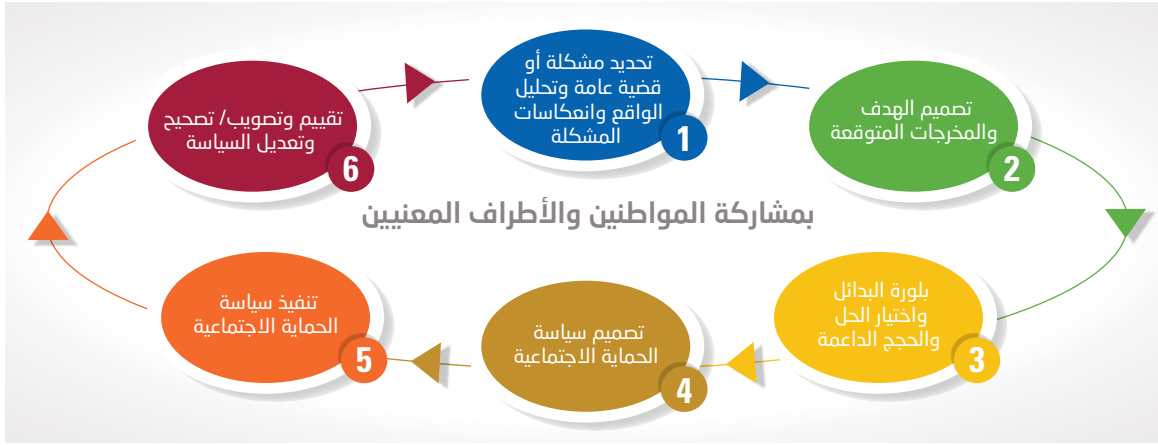 تحديد مشكلة أو
قضية عامة وتحليل
الواقع وانعكاسات
المشكلة
1
تصميم الهدف
والمخرجات المتوقعة
2
بلورة البدائل
واختيار الحل
والحجج الداعمة
3
تصميم سياسة
الحماية الاجتماعية
4
تنفيذ سياسة
الحماية الاجتماعية
5
تقييم وتصويب/ تصحيح
وتعديل السياسة
6
بمشاركة المواطنين والأطراف المعنيين